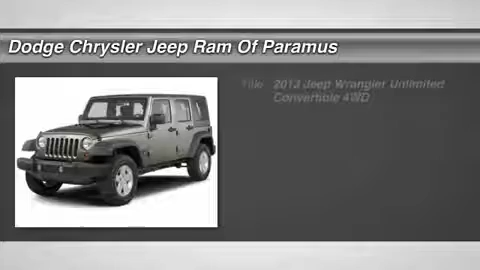 Dodge Chrysler Jeep Ram Of Paramus
Title 2013 Jeep Wrangler Unlimited
Convertible 4WD